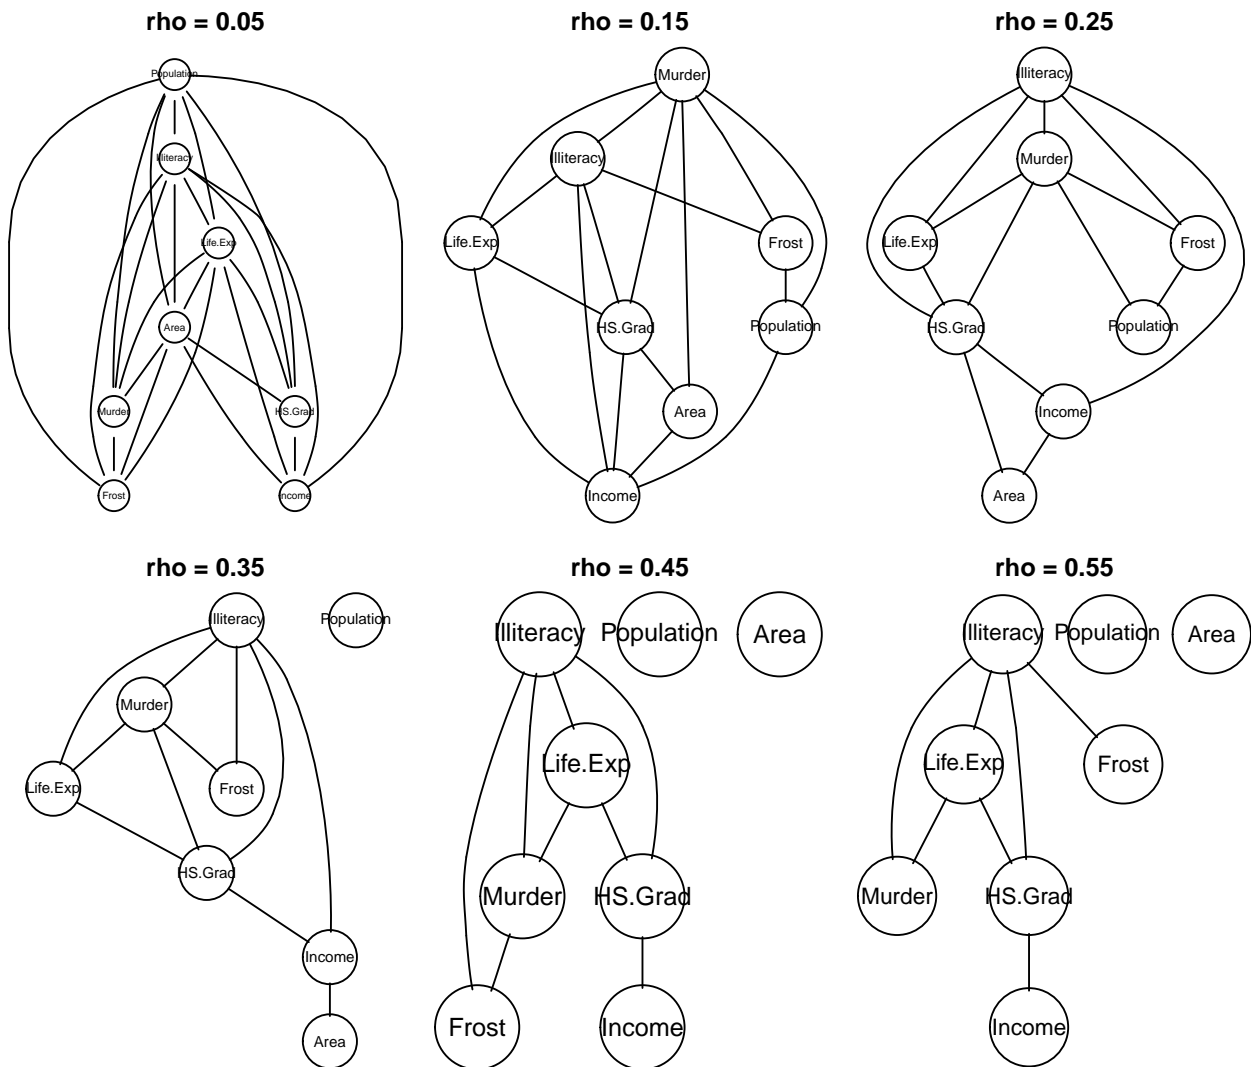 rho = 0.05
Population
Illiteracy
Life.Exp
Area
Murder
HS.Grad
Frost
Income
rho = 0.15
Murder
Illiteracy
Life.Exp
Frost
HS.Grad
Population
Area
Income
rho = 0.25
Illiteracy
Murder
Life.Exp
Frost
HS.Grad
Population
Income
Area
rho = 0.35
Illiteracy
Population
Murder
Life.Exp
Frost
HS.Grad
Income
Area
rho = 0.45
Illiteracy
Population
Area
Life.Exp
Murder
HS.Grad
Frost
Income
rho = 0.55
Illiteracy
Population
Area
Life.Exp
Frost
Murder
HS.Grad
Income